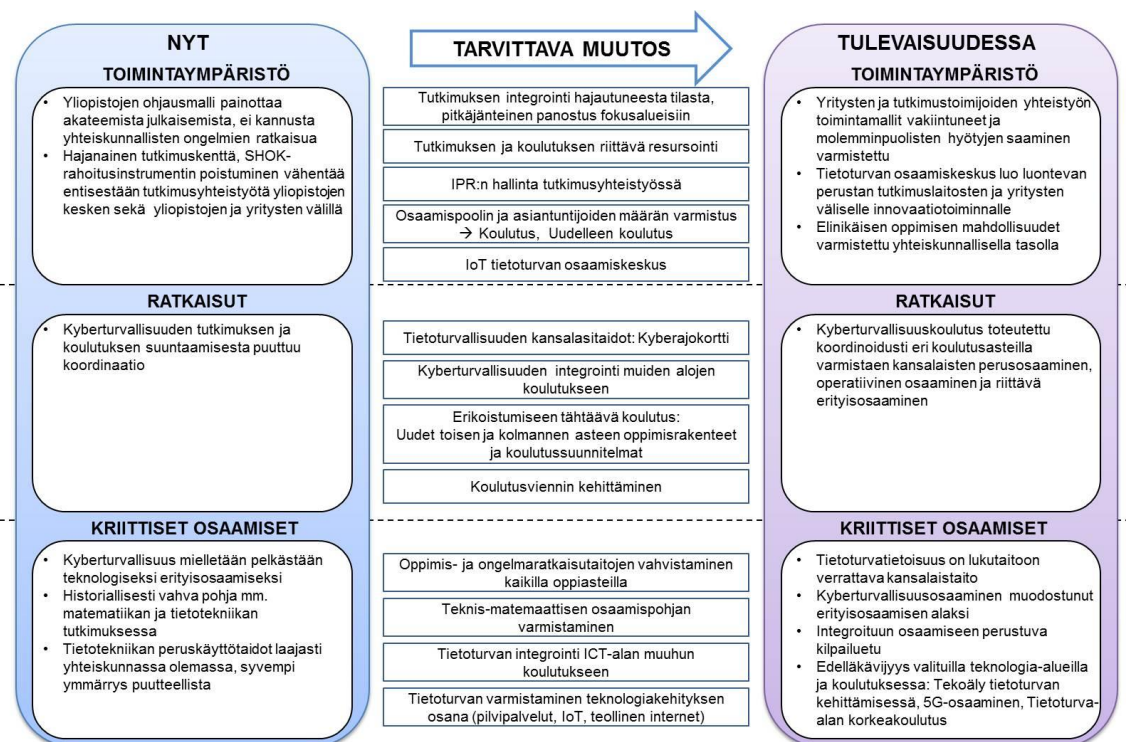 NYT
TOIMINTAYMPÄRISTÖ
• Yliopistojen ohjausmalli painottaa
akateemista julkaisemista, ei kannusta
yhteiskunnallisten ongelmien
ratkaisua
• Hajanainen tutkimuskenttä, SHOK-
rahoitusinstrumentin poistuminen vähentää
entisestään tutkimusyhteistyötä yliopistojen
kesken sekä yliopistojen ja yritysten välillä
RATKAISUT
• Kyberturvallisuuden tutkimuksen ja
koulutuksen suuntaamisesta puuttuu
koordinaatio
KRIITTISET OSAAMISET
• Kyberturvallisuus mielletään pelkästään
teknologiseksi erityisosaamiseksi
• Historiallisesti vahva pohja mm.
matematiikan ja tietotekniikan
tutkimuksessa
• Tietotekniikan peruskäyttötaidot laajasti
yhteiskunnassa olemassa, syvempi
ymmärrys puutteellista
TARVITTAVA MUUTOS
Tutkimuksen integrointi hajautuneesta tilasta,
pitkäjänteinen panostus fokusalueisiin
Tutkimuksen ja koulutuksen riittävä resursointi
IPR:n hallinta tutkimusyhteistyössä
Osaamispoolin ja asiantuntijoiden määrän varmistus
→ Koulutus, Uudelleen koulutus
IoT tietoturvan osaamiskeskus
Tietoturvallisuuden kansalasitaidot: Kyberajokortti
Kyberturvallisuuden integrointi muiden alojen
koulutukseen
Erikoistumiseen tähtäävä koulutus:
Uudet toisen ja kolmannen asteen oppimisrakenteet
ja koulutussuunnitelmat
Koulutusviennin kehittäminen
Oppimis- ja ongelmaratkaisutaitojen vahvistaminen
kaikilla oppiasteilla
Teknis-matemaattisen osaamispohjan
varmistaminen
Tietoturvan integrointi ICT-alan muuhun
koulutukseen
Tietoturvan varmistaminen teknologiakehityksen
osana (pilvipalvelut, IoT, teollinen internet)
TULEVAISUUDESSA
TOIMINTAYMPÄRISTÖ
• Yritysten ja tutkimustoimijoiden yhteistyön
toimintamallit vakiintuneet ja
molemminpuolisten hyötyjen saaminen
varmistettu
• Tietoturvan osaamiskeskus luo luontevan
perustan tutkimuslaitosten ja yritysten
väliselle innovaatiotoiminnalle
• Elinikäisen oppimisen mahdollisuudet
varmistettu yhteiskunnallisella tasolla
RATKAISUT
• Kyberturvallisuuskoulutus toteutettu
koordinoidusti eri koulutusasteilla
varmistaen kansalaisten perusosaaminen,
operatiivinen osaaminen ja riittävä
erityisosaaminen
KRIITTISET OSAAMISET
• Tietoturvatietoisuus on lukutaitoon
verrattava kansalaistaito
• Kyberturvallisuusosaaminen muodostunut
erityisosaamisen alaksi
• Integroituun osaamiseen perustuva
kilpailuetu
• Edelläkävijyys valituilla teknologia-alueilla
ja koulutuksessa: Tekoäly tietoturvan
kehittämisessä, 5G-osaaminen, Tietoturva-
alan korkeakoulutus